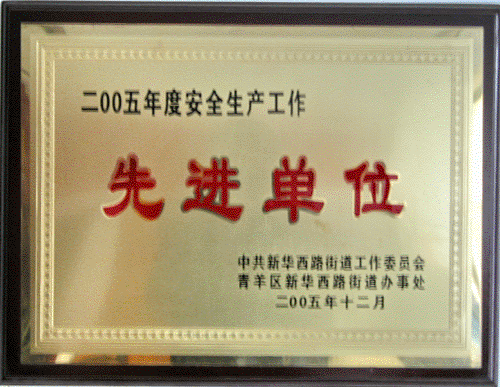 二00五年度安全生产工作
先进单位
中共新华西路街道工作委员会
青羊区新华西路街道办事处
二00五年十二月